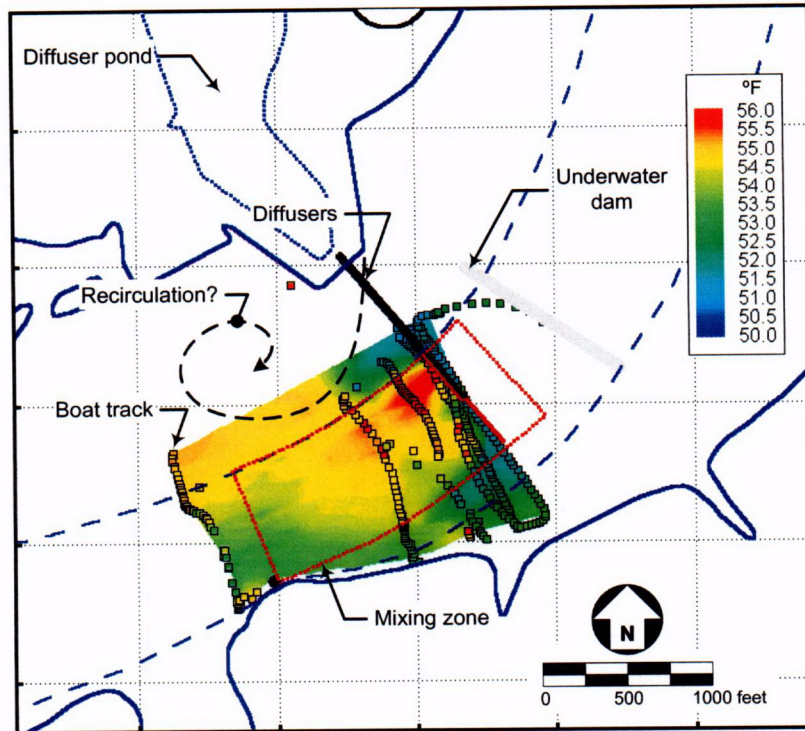 Diffuser pond
ºF
56.0
55.5
55.0
54.5
54.0
53.5
53.0
52.5
52.0
51.5
51.0
50.5
50.0
Underwater
dam
Diffusers
Recirculation?
Boat track
Mixing zone
N
0 500 1000 feet